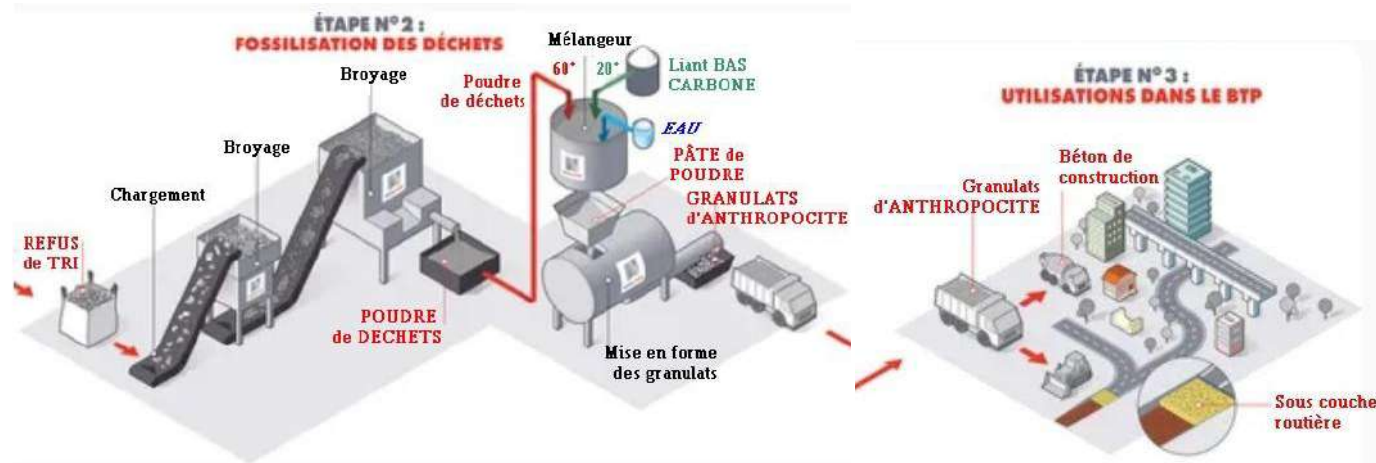 ÉTAPE N°2 :
FOSSILISATION DES DÉCHETS
Mélangeur
Broyage
Poudre
de déchets
60°
20°
Liant BAS
CARBONE
EAU
Broyage
PÂTE de
POUDRE
Chargement
GRANULATS
d'ANTHROPOCITE
REFUS
de TRI
POUDRE
de DECHETS
Mise en forme
des granulats
ÉTAPE N°3 :
UTILISATIONS DANS LE BTP
Béton de
construction
Granulats
d'ANTHROPOCITE
Sous couche
routière